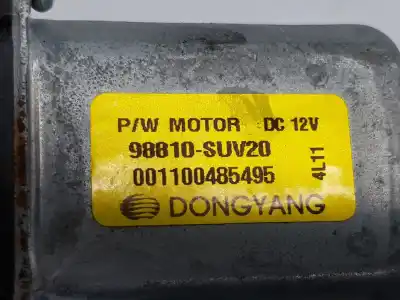 P/W MOTOR DC 12V
98810-SUV20
001100485495
4L11
DONGYANG